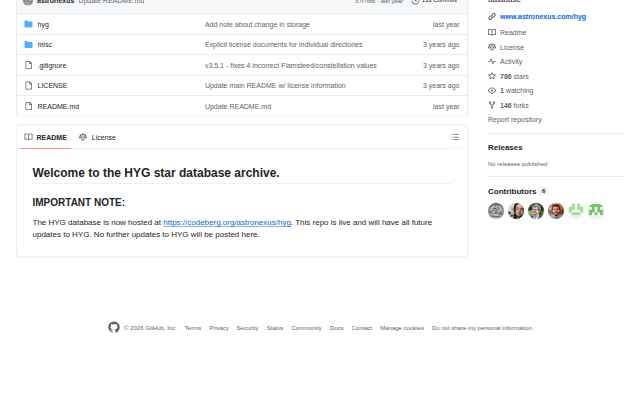 astronexus Update README.md
hyg Add note about change in storage last year
misc Explicit license documents for individual directories 3 years ago
.gitignore v3.5.1 - fixes 4 incorrect Flamsteed/constellation values 3 years ago
LICENSE Update main README w/ license information 3 years ago
README.md Update README.md last year
README License
Welcome to the HYG star database archive.
IMPORTANT NOTE:
The HYG database is now hosted at https://codeberg.org/astronexus/hyg. This repo is live and will have all future
updates to HYG. No further updates to HYG will be posted here.
www.astronexus.com/hyg
Readme
License
Activity
786 stars
1 watching
146 forks
Report repository
Releases
No releases published
Contributors 6
© 2026 GitHub, Inc. Terms Privacy Security Status Community Docs Contact Manage cookies Do not share my personal information